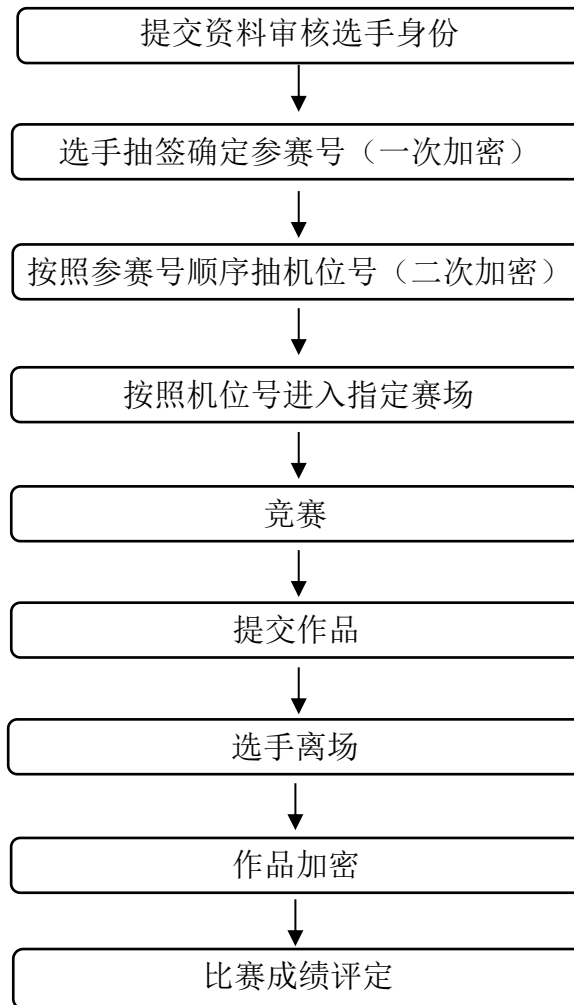 提交资料审核选手身份
选手抽签确定参赛号（一次加密）
按照参赛号顺序抽机位号（二次加密）
按照机位号进入指定赛场
竞赛
提交作品
选手离场
作品加密
比赛成绩评定